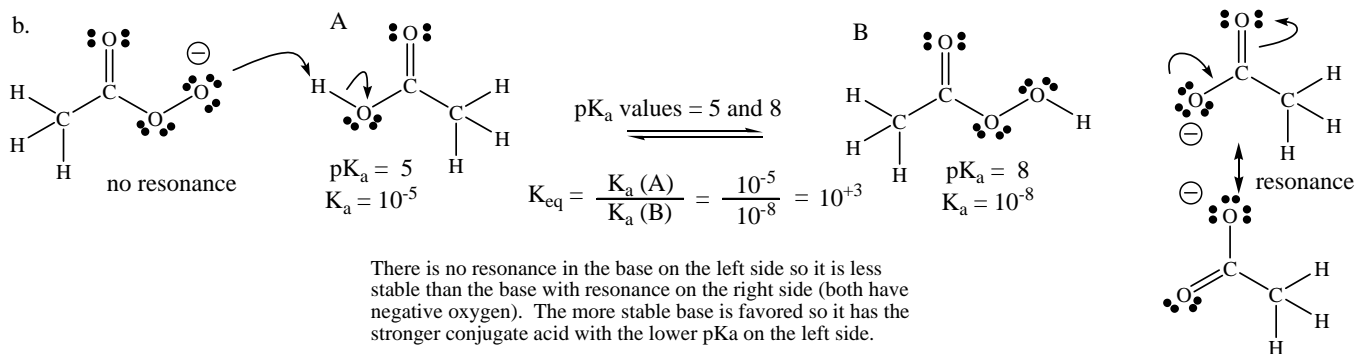 b.
A
B
no resonance
pKa = 5
Ka = 10-5
pKa values = 5 and 8
Keq = Ka (A) / Ka (B) = 10-5 / 10-8 = 10+3
pKa = 8
Ka = 10-8
resonance
There is no resonance in the base on the left side so it is less
stable than the base with resonance on the right side (both have
negative oxygen). The more stable base is favored so it has the
stronger conjugate acid with the lower pKa on the left side.
O
O
O
C
C
H
H
H
H
O
O
C
C
H
H
H
O
O
O
C
C
H
H
H
H
O
O
C
C
H
H
H
O
O
C
C
H
H
H